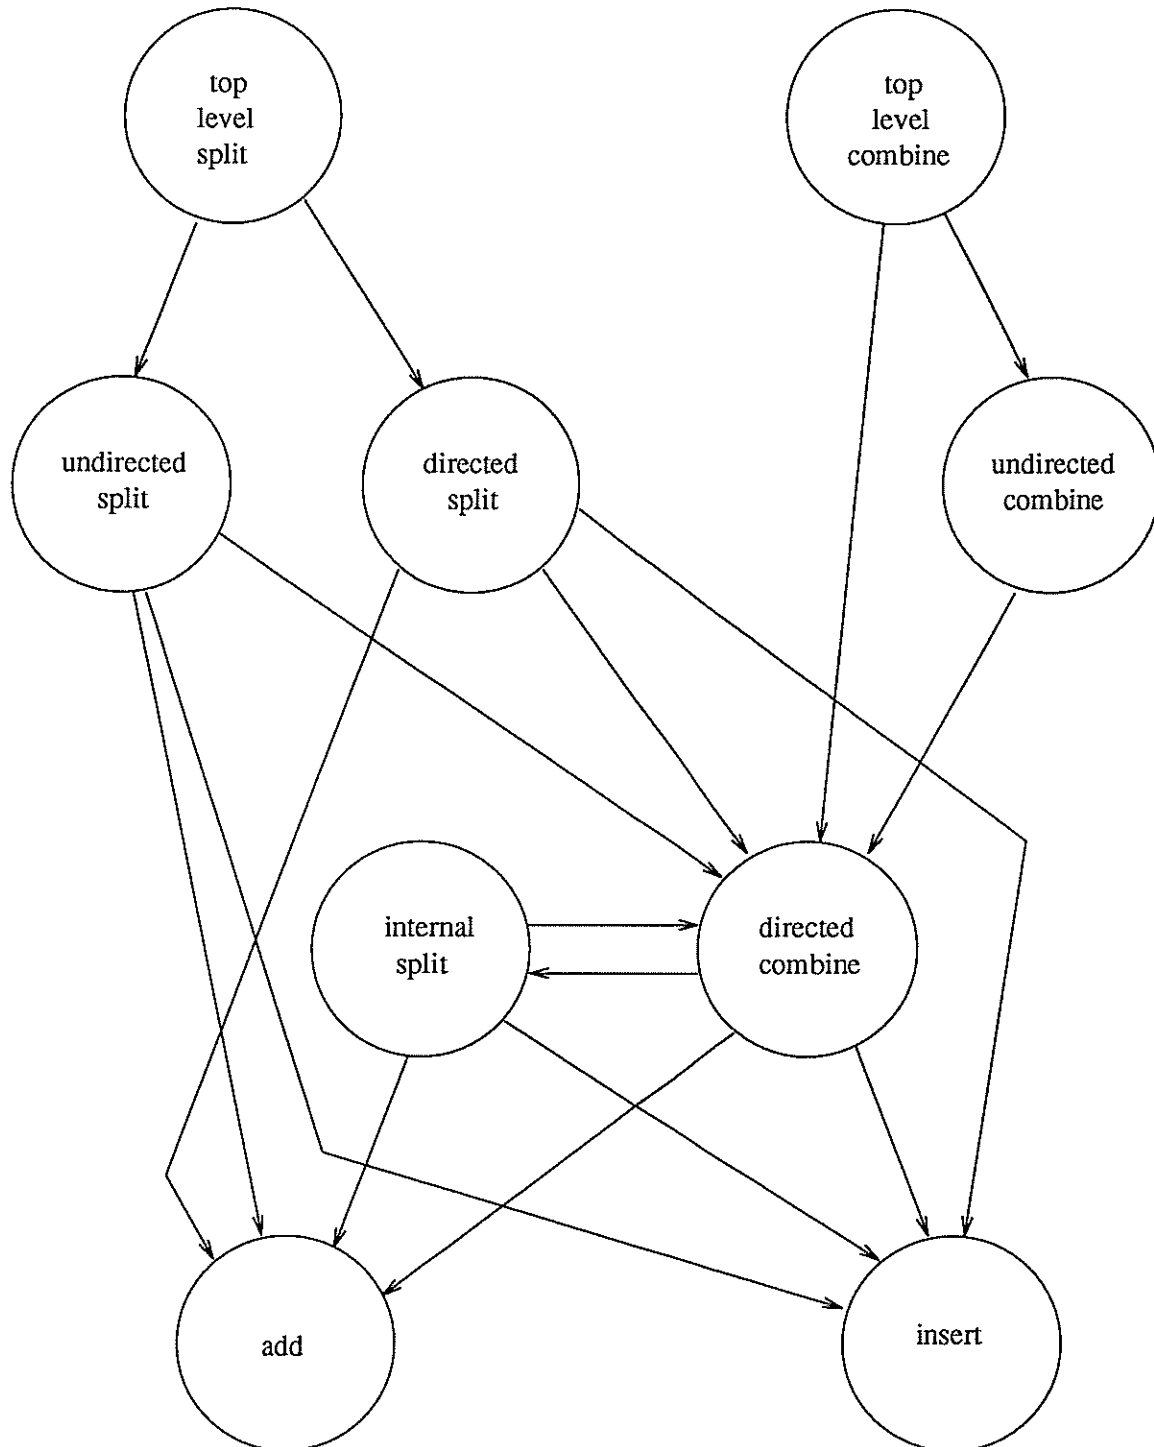 top
level
split
top
level
combine
undirected
split
directed
split
undirected
combine
internal
split
directed
combine
add
insert